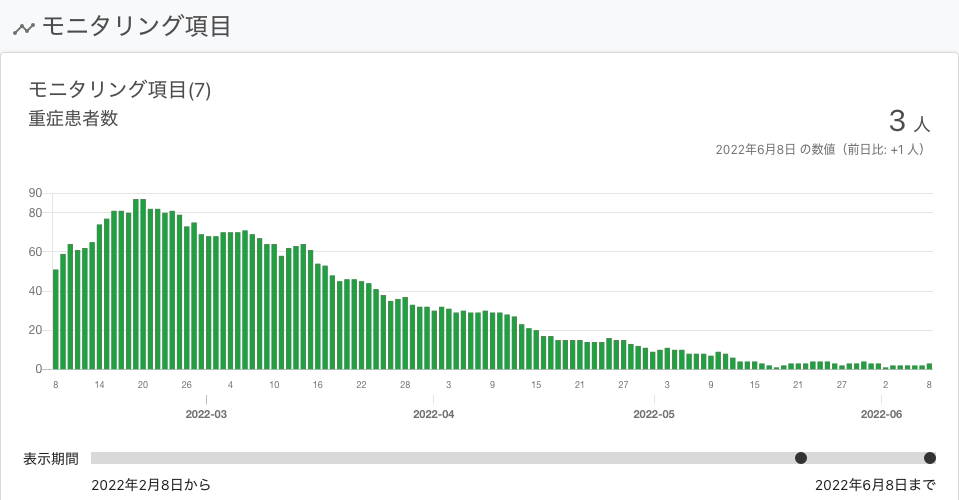 モニタリング項目
モニタリング項目(7)
重症患者数
3 人
2022年6月8日 の数値（前日比: +1 人）
90
80
60
40
20
0
8 14 20 26 4 10 16 22 28 3 9 15 21 27 3 9 15 21 27 2 8
2022-03 2022-04 2022-05 2022-06
表示期間
2022年2月8日から 2022年6月8日まで